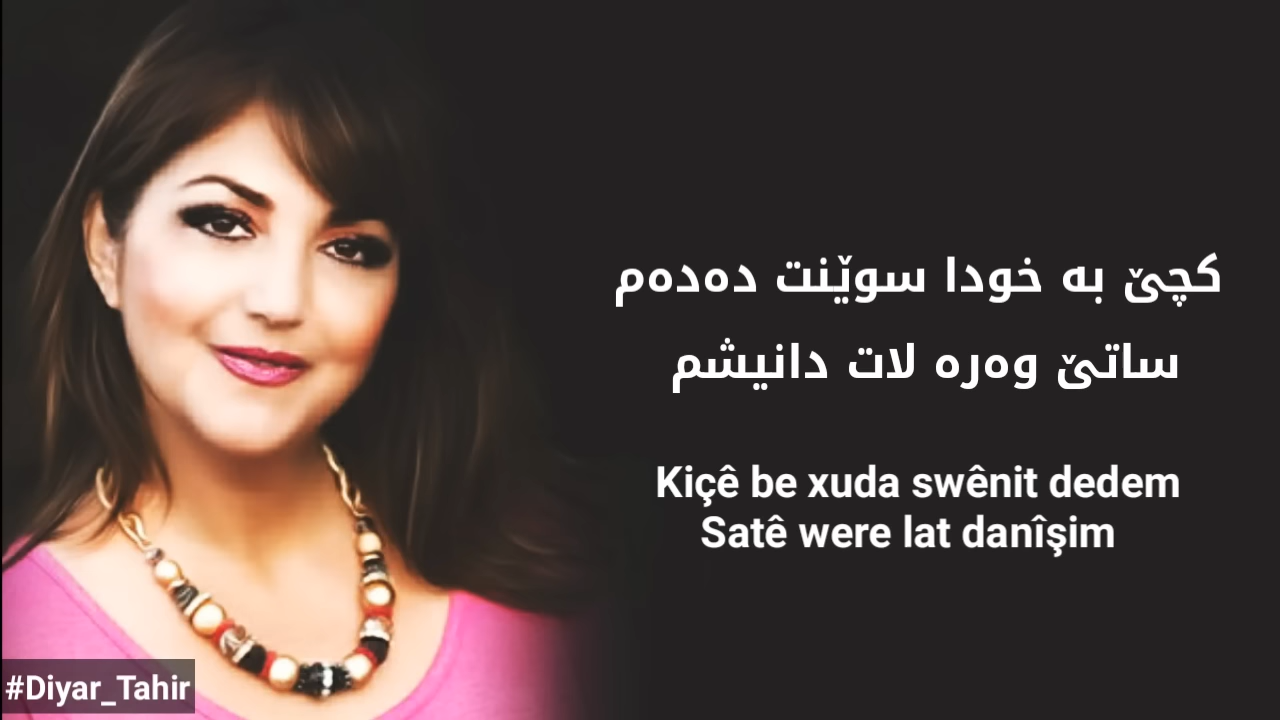 کچێ بە خودا سوێنت دەدەم
ساتێ وەرە لات دانیشم
Kiçê be xuda swênit dedem
Satê were lat danîşim
#Diyar_Tahir